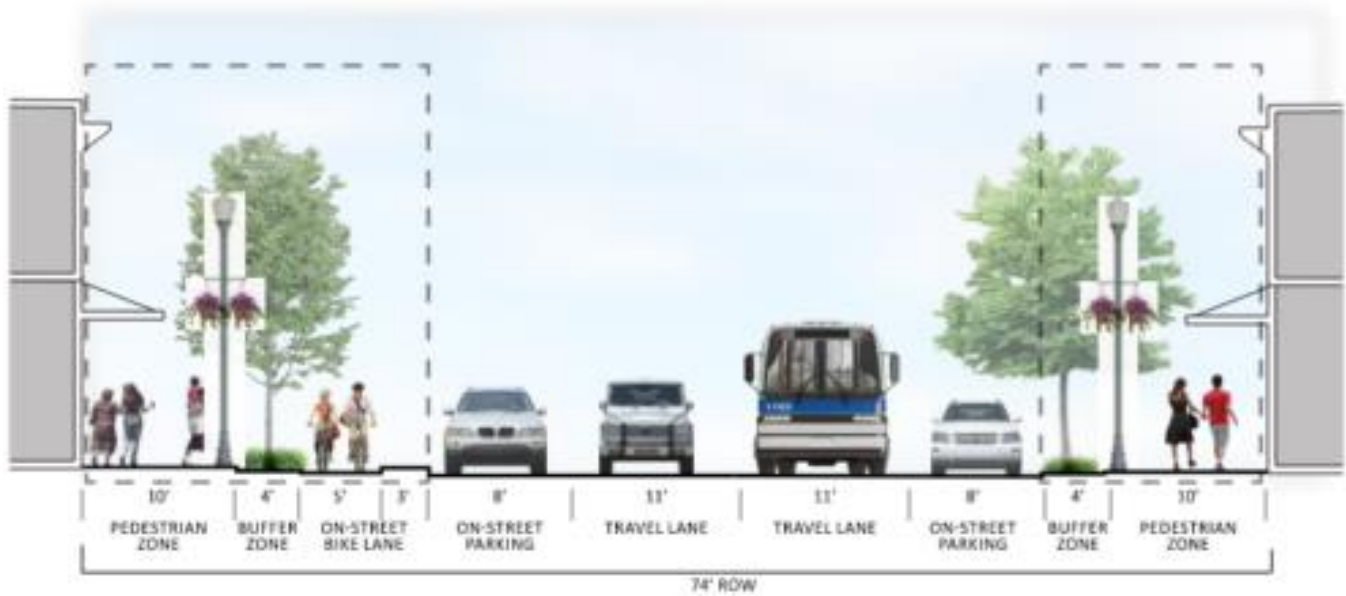 10' 4' 5' 3' 8' 11' 11' 8' 4' 10'
PEDESTRIAN ZONE
BUFFER ZONE
ON-STREET BIKE LANE
ON-STREET PARKING
TRAVEL LANE
TRAVEL LANE
ON-STREET PARKING
BUFFER ZONE
PEDESTRIAN ZONE
74' ROW